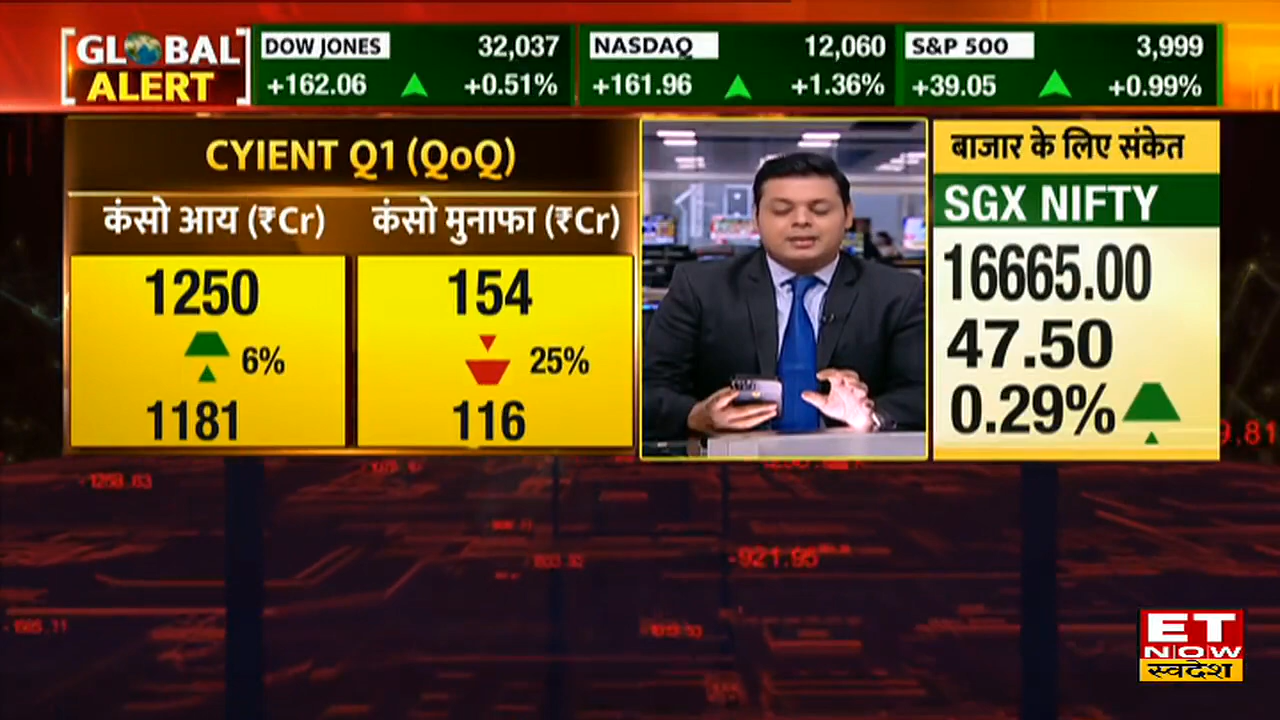 GLOBAL
ALERT
DOW JONES 32,037
+162.06 +0.51%
NASDAQ 12,060
+161.96 +1.36%
S&P 500 3,999
+39.05 +0.99%
CYIENT Q1 (QoQ)
कंसो आय (₹Cr)
1250
6%
1181
कंसो मुनाफा (₹Cr)
154
25%
116
बाजार के लिए संकेत
SGX NIFTY
16665.00
47.50
0.29%
-921.95
ET
NOW
स्वदेश